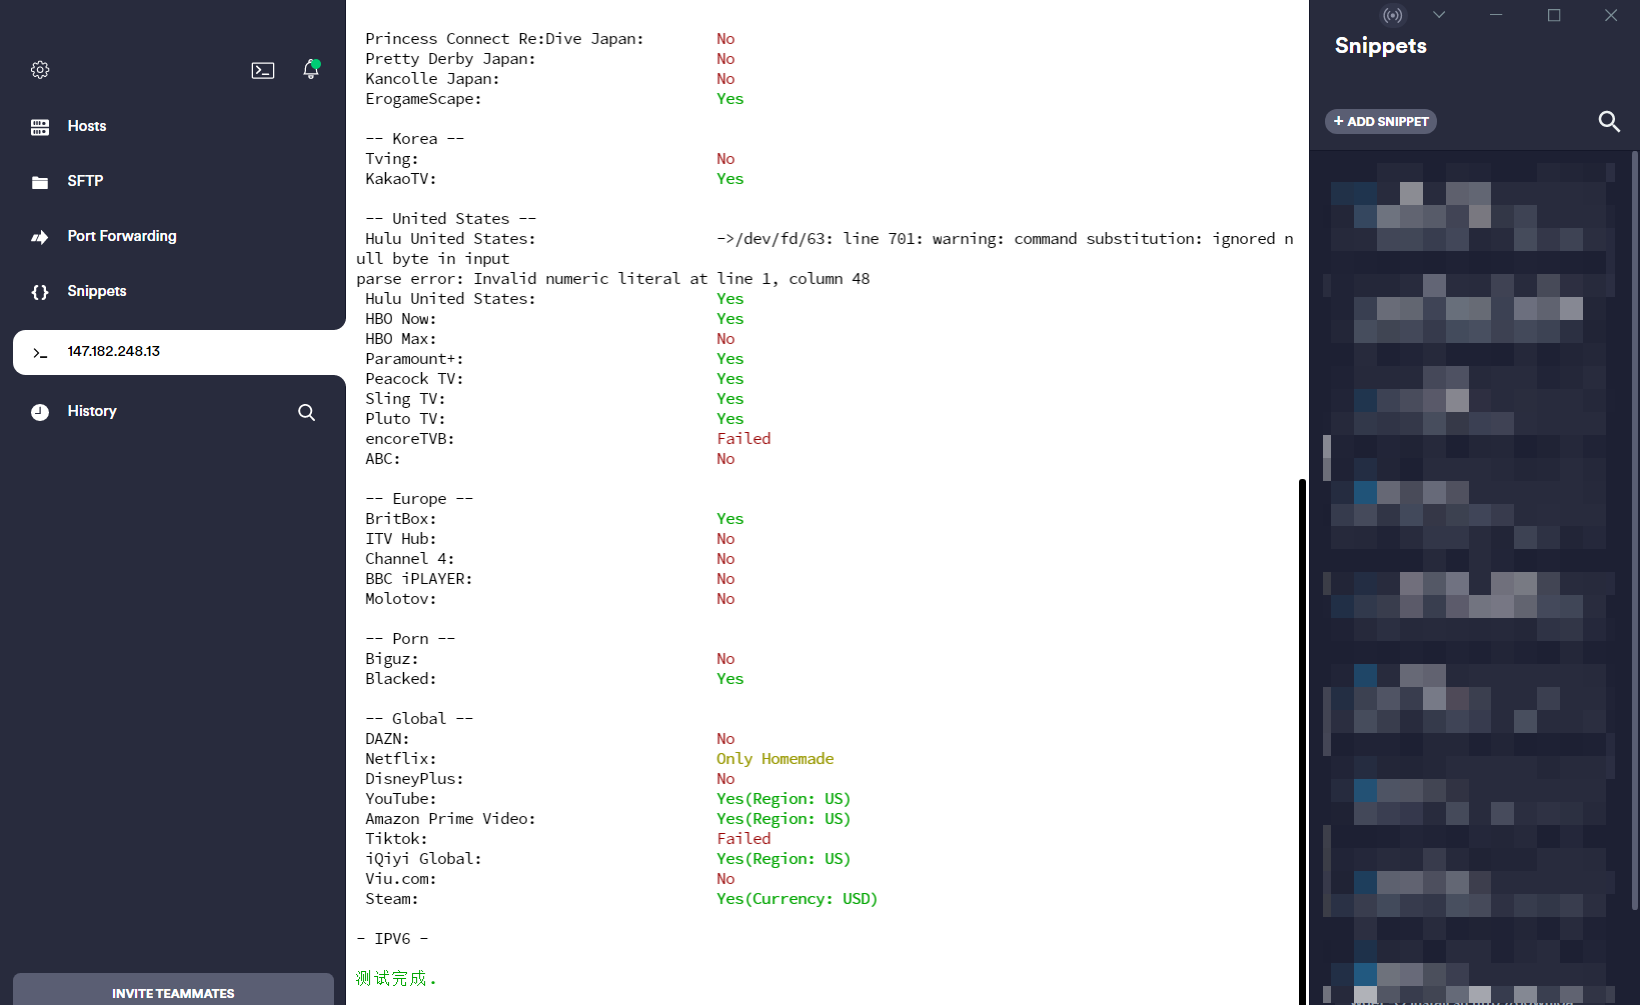 Hosts
SFTP
Port Forwarding
Snippets
147.182.248.13
History
INVITE TEAMMATES
Princess Connect Re:Dive Japan: No
Pretty Derby Japan: No
Kancolle Japan: No
ErogameScape: Yes
-- Korea --
Tving: No
KakaoTV: Yes
-- United States --
Hulu United States: ->/dev/fd/63: line 701: warning: command substitution: ignored n
ull byte in input
parse error: Invalid numeric literal at line 1, column 48
Hulu United States: Yes
HBO Now: Yes
HBO Max: No
Paramount+: Yes
Peacock TV: Yes
Sling TV: Yes
Pluto TV: Yes
encoreTVB: Failed
ABC: No
-- Europe --
BritBox: Yes
ITV Hub: No
Channel 4: No
BBC iPLAYER: No
Molotov: No
-- Porn --
Biguz: No
Blacked: Yes
-- Global --
DAZN: No
Netflix: Only Homemade
DisneyPlus: No
YouTube: Yes(Region: US)
Amazon Prime Video: Yes(Region: US)
Tiktok: Failed
iQiyi Global: Yes(Region: US)
Viu.com: No
Steam: Yes(Currency: USD)
- IPV6 -
测试完成.
Snippets
+ ADD SNIPPET